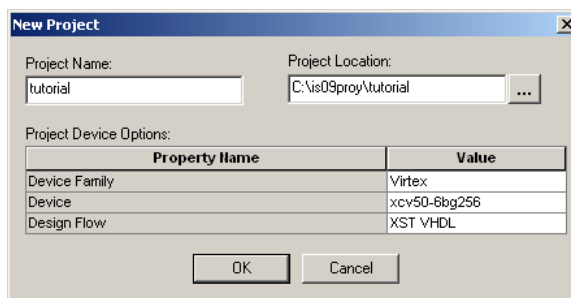 New Project
Project Name:
Project Location:
tutorial
C:\is09proy\tutorial
...
Project Device Options:
Property Name Value
Device Family Virtex
Device xcv50-6bg256
Design Flow XST VHDL
OK Cancel